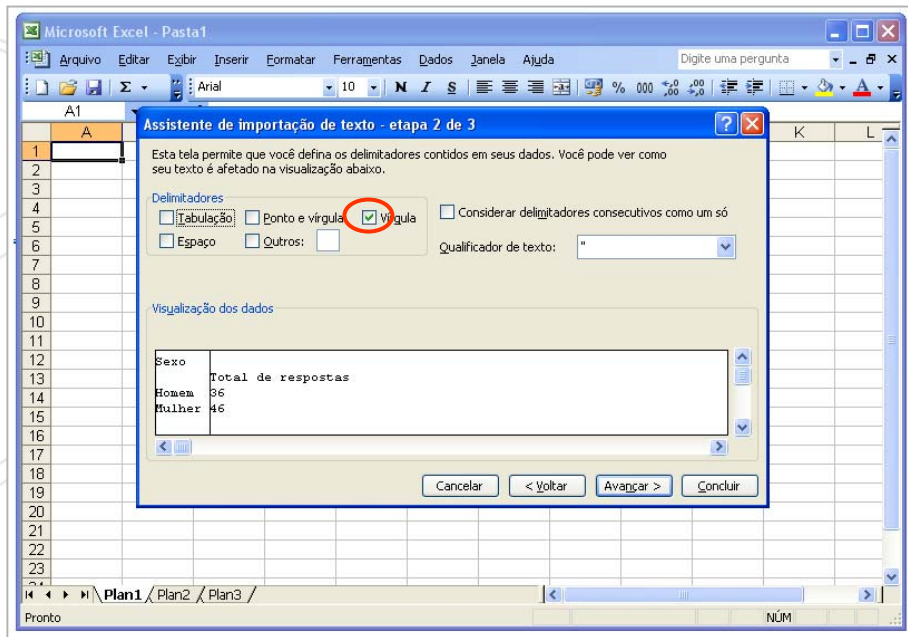 Microsoft Excel - Pasta1
Arquivo Editar Exibir Inserir Formatar Ferramentas Dados Janela Ajuda Digite uma pergunta
Σ Arial 10 N I S % 000 ,00 A
A1
A K L
Assistente de importação de texto - etapa 2 de 3
Esta tela permite que você defina os delimitadores contidos em seus dados. Você pode ver como
seu texto é afetado na visualização abaixo.
Delimitadores
Tabulação Ponto e vírgula Vírgula Considerar delimitadores consecutivos como um só
Espaço Outros: Qualificador de texto: "
Visualização dos dados
Sexo
Total de respostas
Homem 36
Mulher 46
Cancelar < Voltar Avançar > Concluir
1
2
3
4
5
6
7
8
9
10
11
12
13
14
15
16
17
18
19
20
21
22
23
Plan1 / Plan2 / Plan3 /
Pronto NÚM